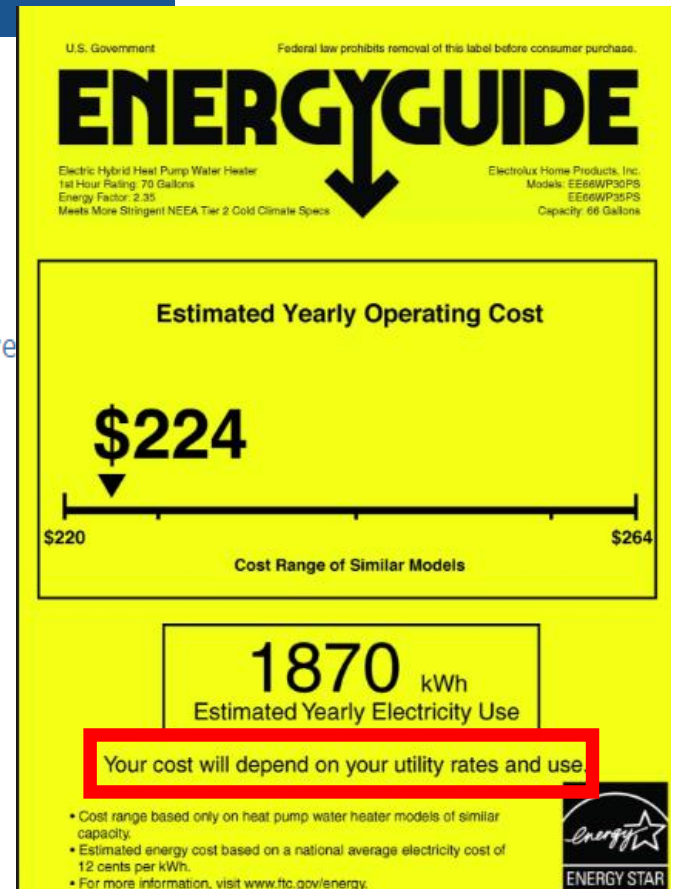 U.S. Government Federal law prohibits removal of this label before consumer purchase.
ENERGYGUIDE
Electric Hybrid Heat Pump Water Heater
1st Hour Rating: 70 Gallons
Energy Factor: 2.35
Meets More Stringent NEEA Tier 2 Cold Climate Specs
Electrolux Home Products, Inc.
Models: EE66WP30PS
EE66WP35PS
Capacity: 66 Gallons
Estimated Yearly Operating Cost
$224
$220 $264
Cost Range of Similar Models
1870 kWh
Estimated Yearly Electricity Use
Your cost will depend on your utility rates and use.
• Cost range based only on heat pump water heater models of similar
capacity.
• Estimated energy cost based on a national average electricity cost of
12 cents per kWh.
• For more information, visit www.ftc.gov/energy.
energy
ENERGY STAR